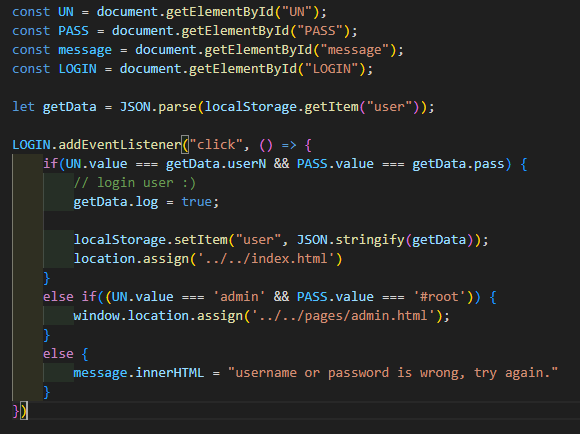 const UN = document.getElementById("UN");
const PASS = document.getElementById("PASS");
const message = document.getElementById("message");
const LOGIN = document.getElementById("LOGIN");

let getData = JSON.parse(localStorage.getItem("user"));

LOGIN.addEventListener("click", () => {
    if(UN.value === getData.userN && PASS.value === getData.pass) {
        // login user :)
        getData.log = true;

        localStorage.setItem("user", JSON.stringify(getData));
        location.assign('../../index.html')
    }
    else if((UN.value === 'admin' && PASS.value === '#root')) {
        window.location.assign('../../pages/admin.html');
    }
    else {
        message.innerHTML = "username or password is wrong, try again."
    }
})